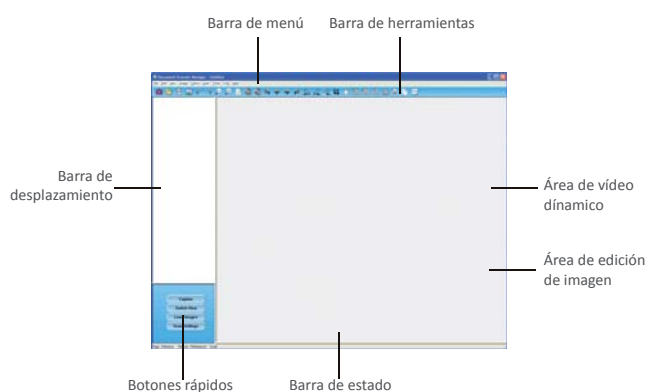 Barra de menú
Barra de herramientas
Barra de
desplazamiento
Área de vídeo
dínamico
Área de edición
de imagen
Botones rápidos
Barra de estado